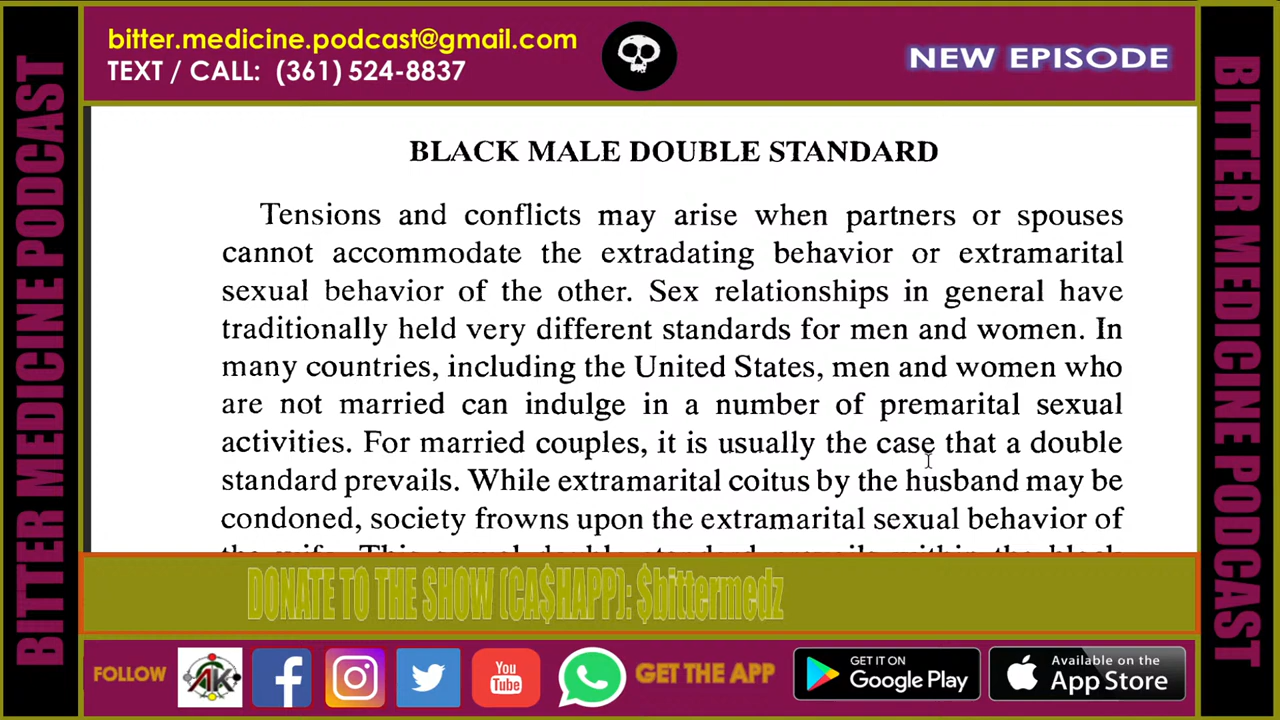 bitter.medicine.podcast@gmail.com
TEXT / CALL: (361) 524-8837
NEW EPISODE
BITTER MEDICINE PODCAST
BLACK MALE DOUBLE STANDARD
Tensions and conflicts may arise when partners or spouses
cannot accommodate the extradating behavior or extramarital
sexual behavior of the other. Sex relationships in general have
traditionally held very different standards for men and women. In
many countries, including the United States, men and women who
are not married can indulge in a number of premarital sexual
activities. For married couples, it is usually the case that a double
standard prevails. While extramarital coitus by the husband may be
condoned, society frowns upon the extramarital sexual behavior of
BITTER MEDICINE PODCAST
DONATE TO THE SHOW (CA$HAPP): $bittermedz
FOLLOW
You
Tube
GET THE APP
GET IT ON
Google Play
Available on the
App Store